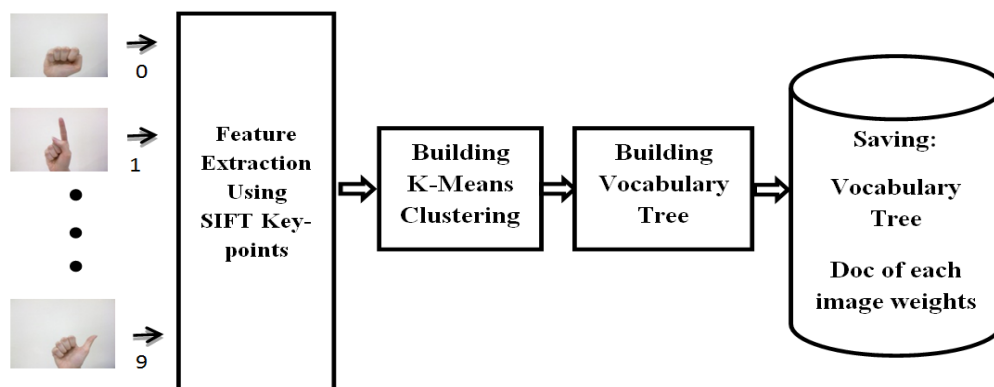 0
1
9
Feature
Extraction
Using
SIFT Key-
points
Building
K-Means
Clustering
Building
Vocabulary
Tree
Saving:
Vocabulary
Tree
Doc of each
image weights